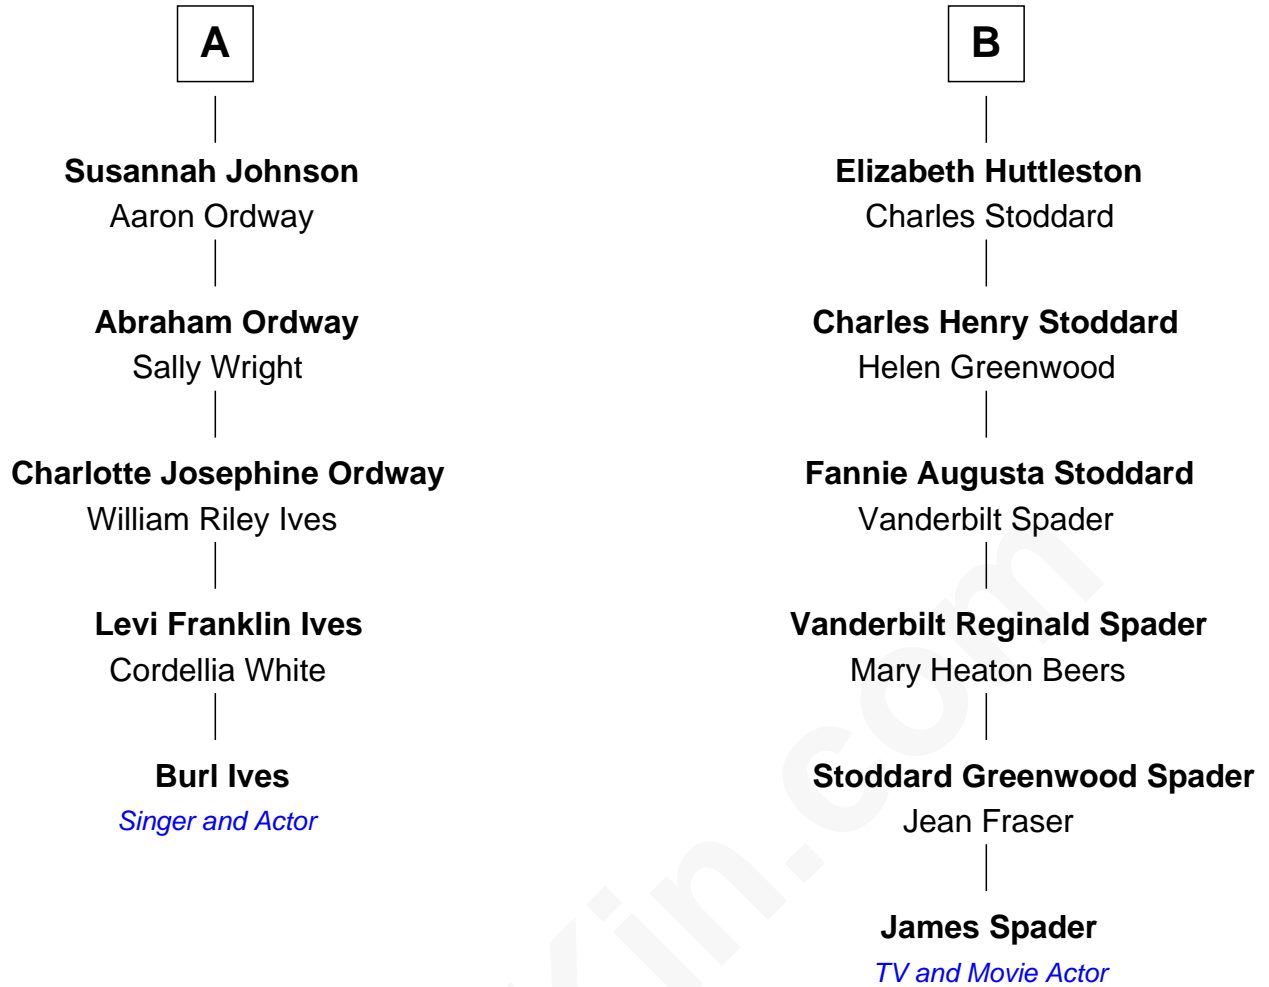 A
Susannah Johnson
Aaron Ordway
Abraham Ordway
Sally Wright
Charlotte Josephine Ordway
William Riley Ives
Levi Franklin Ives
Cordellia White
Burl Ives
Singer and Actor
B
Elizabeth Huttleston
Charles Stoddard
Charles Henry Stoddard
Helen Greenwood
Fannie Augusta Stoddard
Vanderbilt Spader
Vanderbilt Reginald Spader
Mary Heaton Beers
Stoddard Greenwood Spader
Jean Fraser
James Spader
TV and Movie Actor
Kin.com